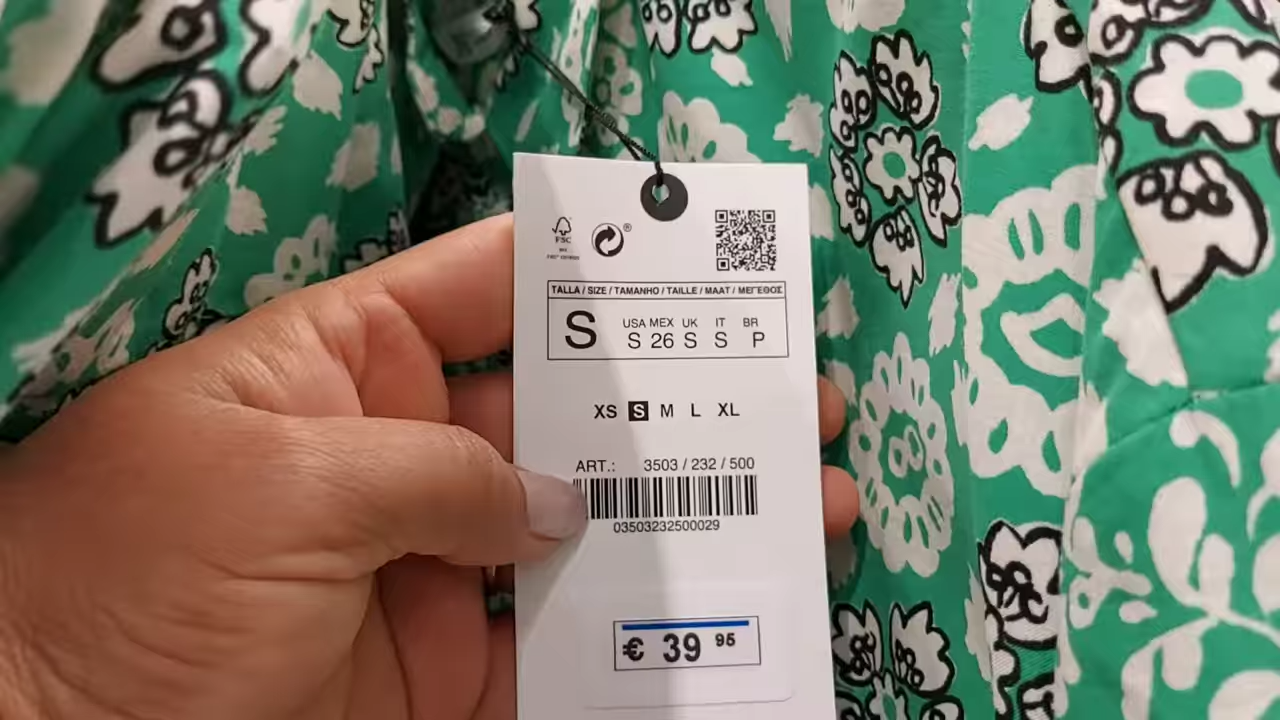 FSC
®
TALLA / SIZE / TAMANHO / TAILLE / MAAT / ΜΕΓΕΘΟΣ
S
USA MEX UK IT BR
S 26 S S P
XS S M L XL
ART.: 3503 / 232 / 500
03503232500029
€ 39 95